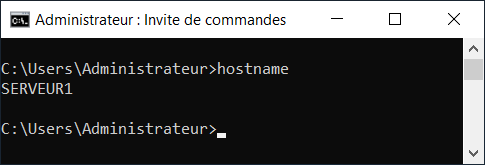 Administrateur : Invite de commandes
C:\Users\Administrateur>hostname
SERVEUR1
C:\Users\Administrateur>